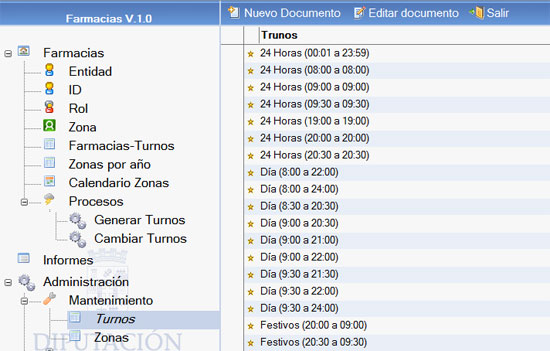 Farmacias V.1.0
Farmacias
Entidad
ID
Rol
Zona
Farmacias-Turnos
Zonas por año
Calendario Zonas
Procesos
Generar Turnos
Cambiar Turnos
Informes
Administración
Mantenimiento
Turnos
Zonas
DIPUTACIÓN
Nuevo Documento Editar documento Salir
Trunos
24 Horas (00:01 a 23:59)
24 Horas (08:00 a 08:00)
24 Horas (09:00 a 09:00)
24 Horas (09:30 a 09:30)
24 Horas (19:00 a 19:00)
24 Horas (20:00 a 20:00)
24 Horas (20:30 a 20:30)
Día (8:00 a 22:00)
Día (8:00 a 24:00)
Día (8:30 a 20:30)
Día (9:00 a 20:30)
Día (9:00 a 21:00)
Día (9:00 a 22:00)
Día (9:30 a 21:30)
Día (9:30 a 22:00)
Día (9:30 a 24:00)
Festivos (20:00 a 09:00)
Festivos (20:30 a 09:30)